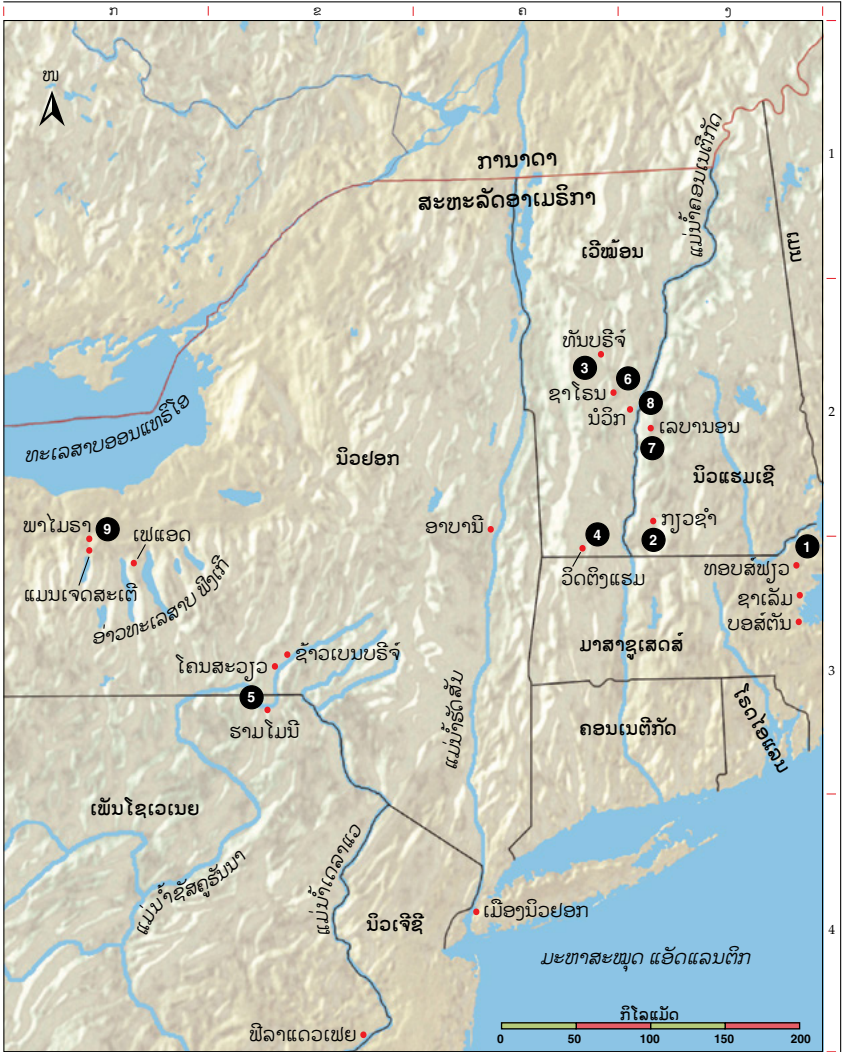 ກ ຂ ຄ ງ
ໜ
1
ການາດາ
ສະຫະລັດອາເມຣິກາ
ແມ່ນ້ຳຄອນເນຕີກັດ
ເມນ
ເວີໝ້ອນ
ທັນບຣີຈ໌
3
6
ຊາໂຣນ
8
ນໍວິກ
2
ເລບານອນ
7
ທະເລສາບອອນແທຣີໂອ
ນິວຢອກ
ນິວແຮມເຊີ
ພາໄມຣາ
9
ເຟແອດ
ອາບານີ
4
ກຽວຊຳ
2
1
ແມນເຈດສະເຕີ
ວິດຕິງແຮມ
ທອບສ໌ຟຽວ
ອ່າວທະເລສາບ ຟີງເກີ
ຊາເລັມ
ບອສ໌ຕັນ
ມາສາຊູເສດສ໌
ຊ້າວເບນບຣີຈ໌
ໂຄນສະວຽວ
3
5
ຮາມໂມນີ
ແມ່ນ້ຳຮັດສັນ
ຄອນເນຕີກັດ
ໂຣດໄອແລນ
ເພັນໂຊເວເນຍ
ແມ່ນ້ຳຊັສຄູຮັນນາ
ແມ່ນ້ຳເດລາແວ
ນິວເຈີຊີ
ເມືອງນິວຢອກ
4
ມະຫາສະໝຸດ ແອັດແລນຕິກ
ຟີລາແດວເຟຍ
ກິໂລແມັດ
0 50 100 150 200